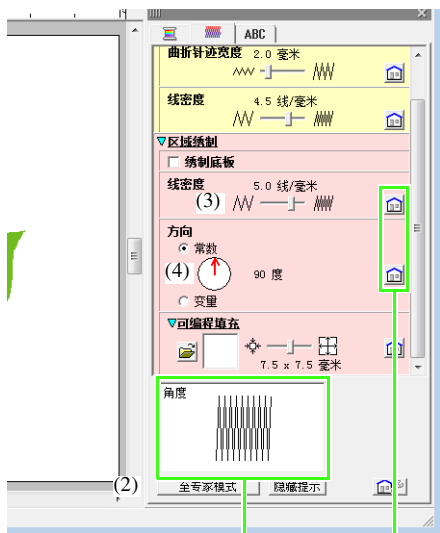 ABC
曲折针迹宽度 2.0 毫米
线密度 4.5 线/毫米
▽区域绣制
绣制底板
线密度 5.0 线/毫米
(3)
方向
常数
(4) 90 度
变量
▽可编程填充
7.5 x 7.5 毫米
角度
(2)
至专家模式 隐藏提示